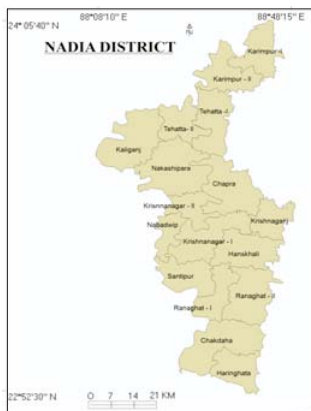 88°08'10" E
88°48'15" E
24°05'40" N
NADIA DISTRICT
Karimpur-I
Karimpur - II
Tehatta -I
Tehatta- II
Kaliganj
Nakashipara
Chapra
Krishnanagar - II
Krishnaganj
Nabadwip
Krishnanagar - I
Hanskhali
Santipur
Ranaghat - II
Ranaghat - I
Chakdaha
Haringhata
22°52'30" N
0 7 14 21 KM